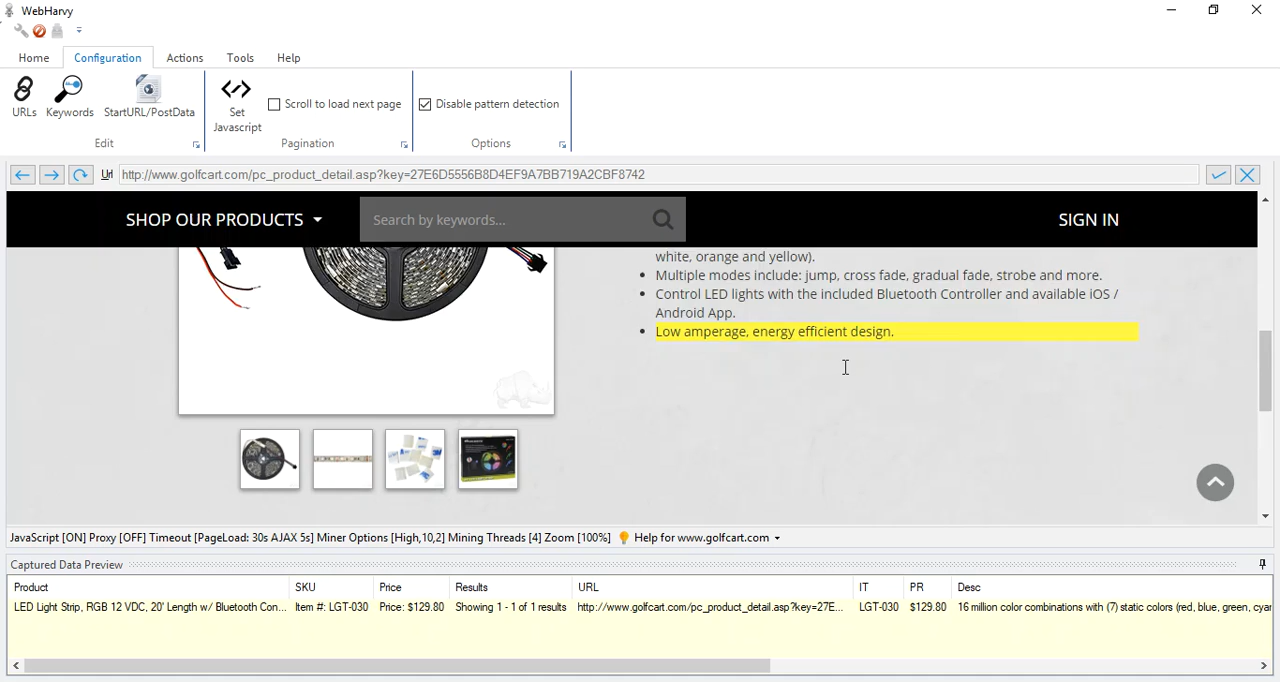 WebHarvy
Home Configuration Actions Tools Help
URLs Keywords StartURL/PostData Set Javascript Scroll to load next page Disable pattern detection
Edit Pagination Options
Url http://www.golfcart.com/pc_product_detail.asp?key=27E6D5556B8D4EF9A7BB719A2CBF8742
SHOP OUR PRODUCTS Search by keywords... SIGN IN
white, orange and yellow).
• Multiple modes include: jump, cross fade, gradual fade, strobe and more.
• Control LED lights with the included Bluetooth Controller and available iOS /
Android App.
• Low amperage, energy efficient design.
JavaScript [ON] Proxy [OFF] Timeout [PageLoad: 30s AJAX 5s] Miner Options [High,10,2] Mining Threads [4] Zoom [100%] Help for www.golfcart.com
Captured Data Preview
Product SKU Price Results URL IT PR Desc
LED Light Strip, RGB 12 VDC, 20' Length w/ Bluetooth Con... Item #: LGT-030 Price: $129.80 Showing 1 - 1 of 1 results http://www.golfcart.com/pc_product_detail.asp?key=27E... LGT-030 $129.80 16 million color combinations with (7) static colors (red, blue, green, cyan